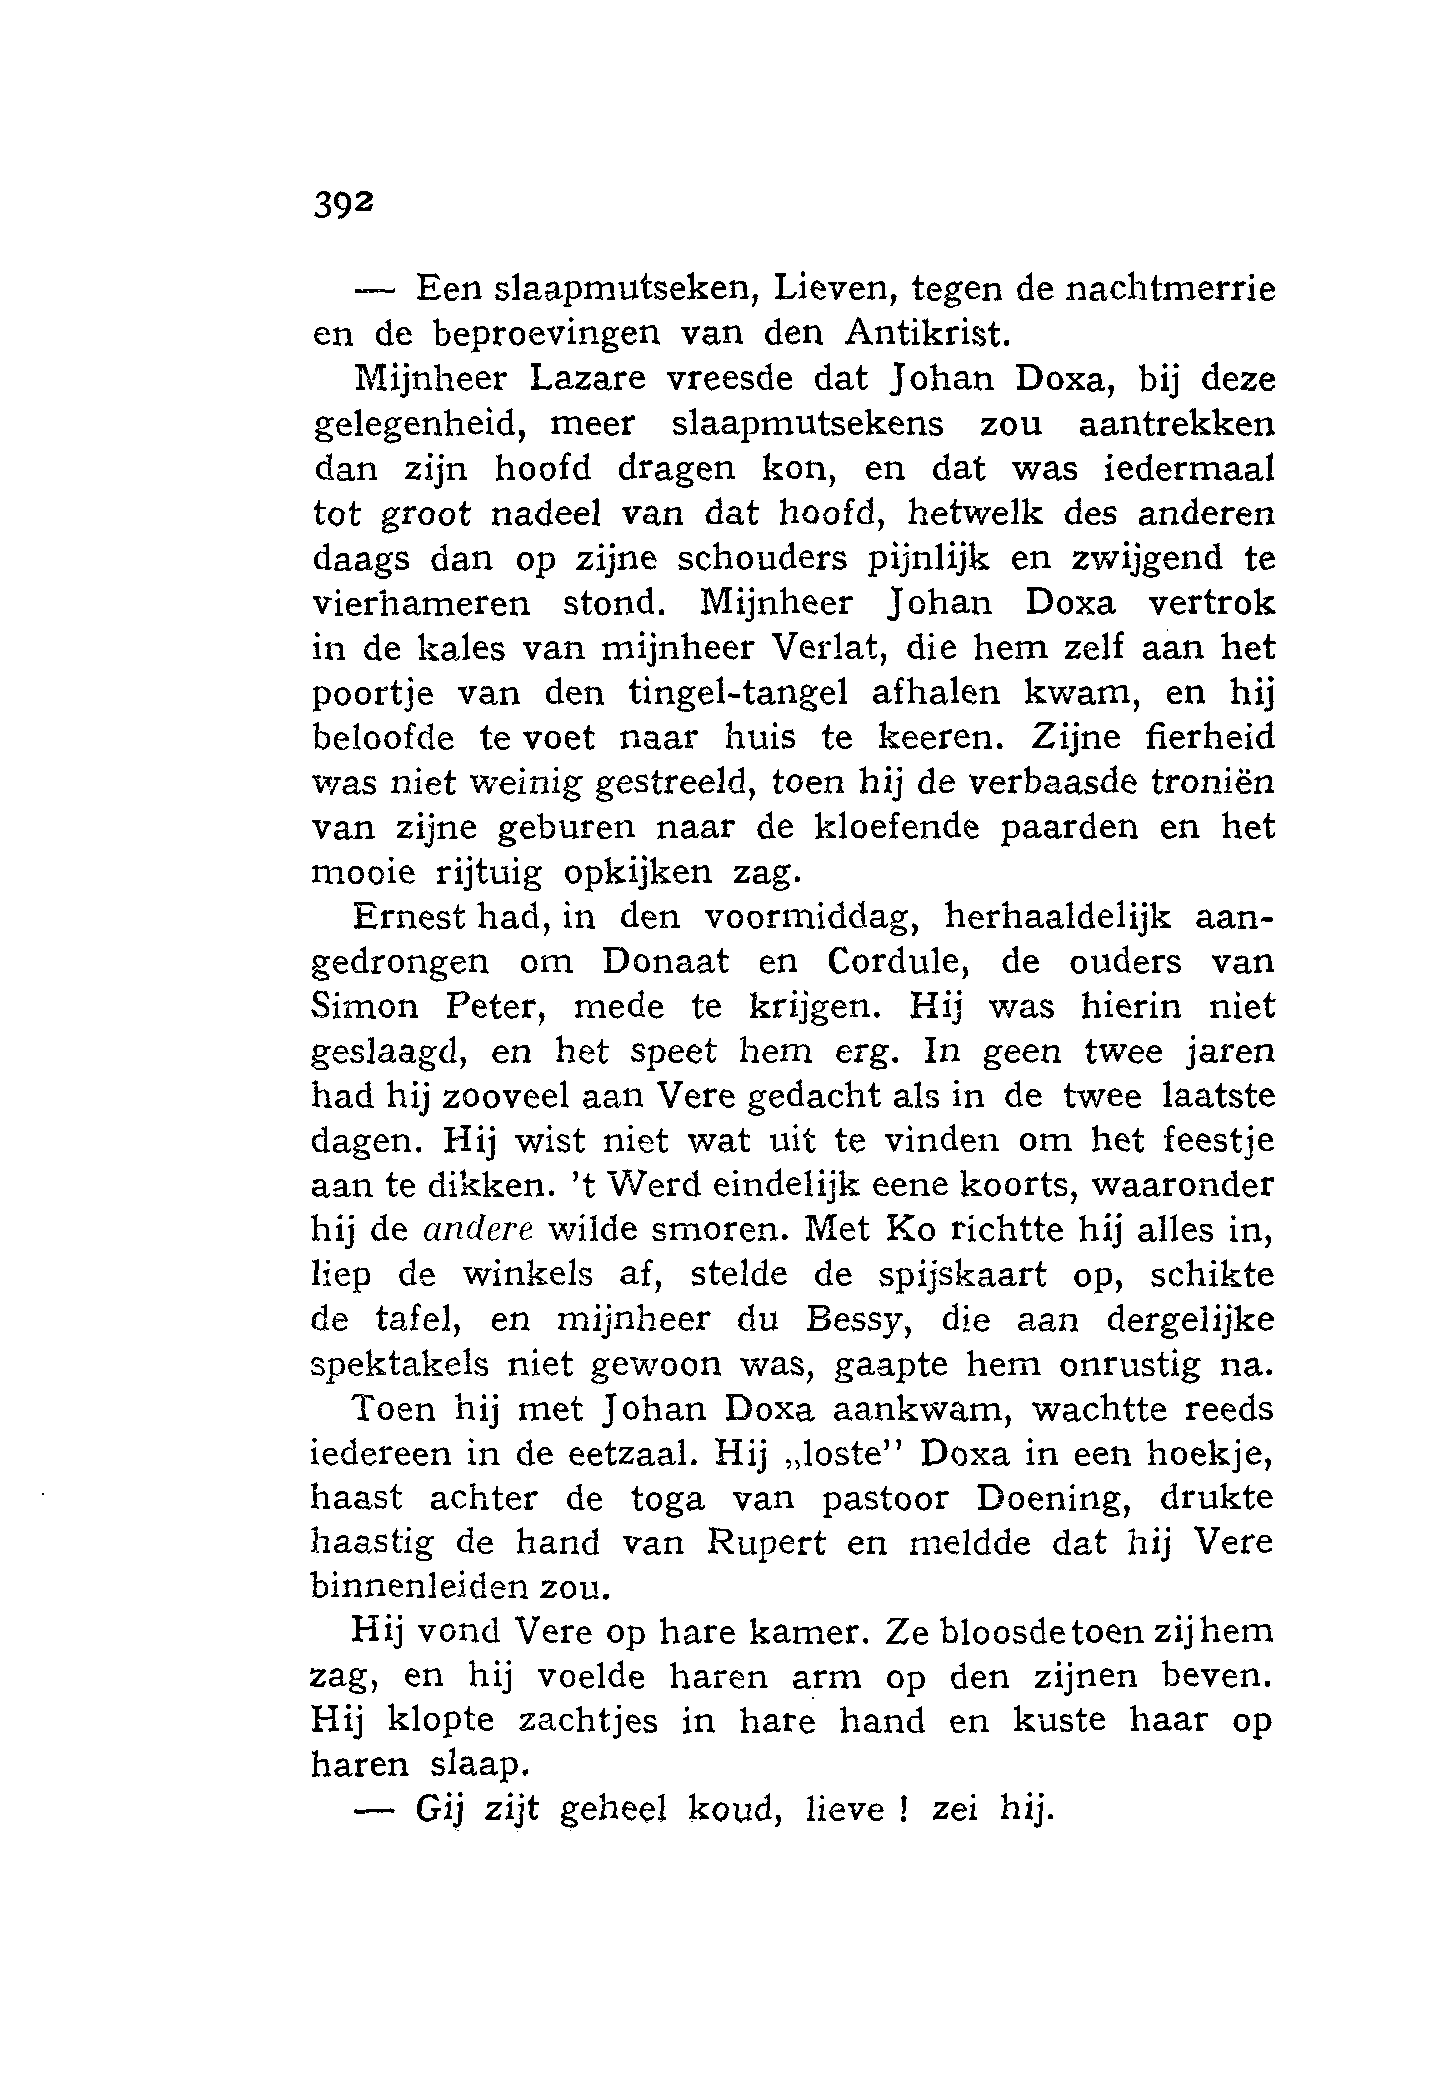 392
— Een slaapmutseken, Lieven, tegen de nachtmerrie
en de beproevingen van den Antikrist.
Mijnheer Lazare vreesde dat Johan Doxa, bij deze
gelegenheid, meer slaapmutsekens zou aantrekken
dan zijn hoofd dragen kon, en dat was iedermaal
tot groot nadeel van dat hoofd, hetwelk des anderen
daags dan op zijne schouders pijnlijk en zwijgend te
vierhameren stond. Mijnheer Johan Doxa vertrok
in de kales van mijnheer Verlat, die hem zelf aan het
poortje van den tingel-tangel afhalen kwam, en hij
beloofde te voet naar huis te keeren. Zijne fierheid
was niet weinig gestreeld, toen hij de verbaasde troniën
van zijne geburen naar de kloefende paarden en het
mooie rijtuig opkijken zag.
Ernest had, in den voormiddag, herhaaldelijk aan-
gedrongen om Donaat en Cordule, de ouders van
Simon Peter, mede te krijgen. Hij was hierin niet
geslaagd, en het speet hem erg. In geen twee jaren
had hij zooveel aan Vere gedacht als in de twee laatste
dagen. Hij wist niet wat uit te vinden om het feestje
aan te dikken. 't Werd eindelijk eene koorts, waaronder
hij de andere wilde smoren. Met Ko richtte hij alles in,
liep de winkels af, stelde de spijskaart op, schikte
de tafel, en mijnheer du Bessy, die aan dergelijke
spektakels niet gewoon was, gaapte hem onrustig na.
Toen hij met Johan Doxa aankwam, wachtte reeds
iedereen in de eetzaal. Hij „loste” Doxa in een hoekje,
haast achter de toga van pastoor Doening, drukte
haastig de hand van Rupert en meldde dat hij Vere
binnenleiden zou.
Hij vond Vere op hare kamer. Ze bloosde toen zij hem
zag, en hij voelde haren arm op den zijnen beven.
Hij klopte zachtjes in hare hand en kuste haar op
haren slaap.
— Gij zijt geheel koud, lieve ! zei hij.